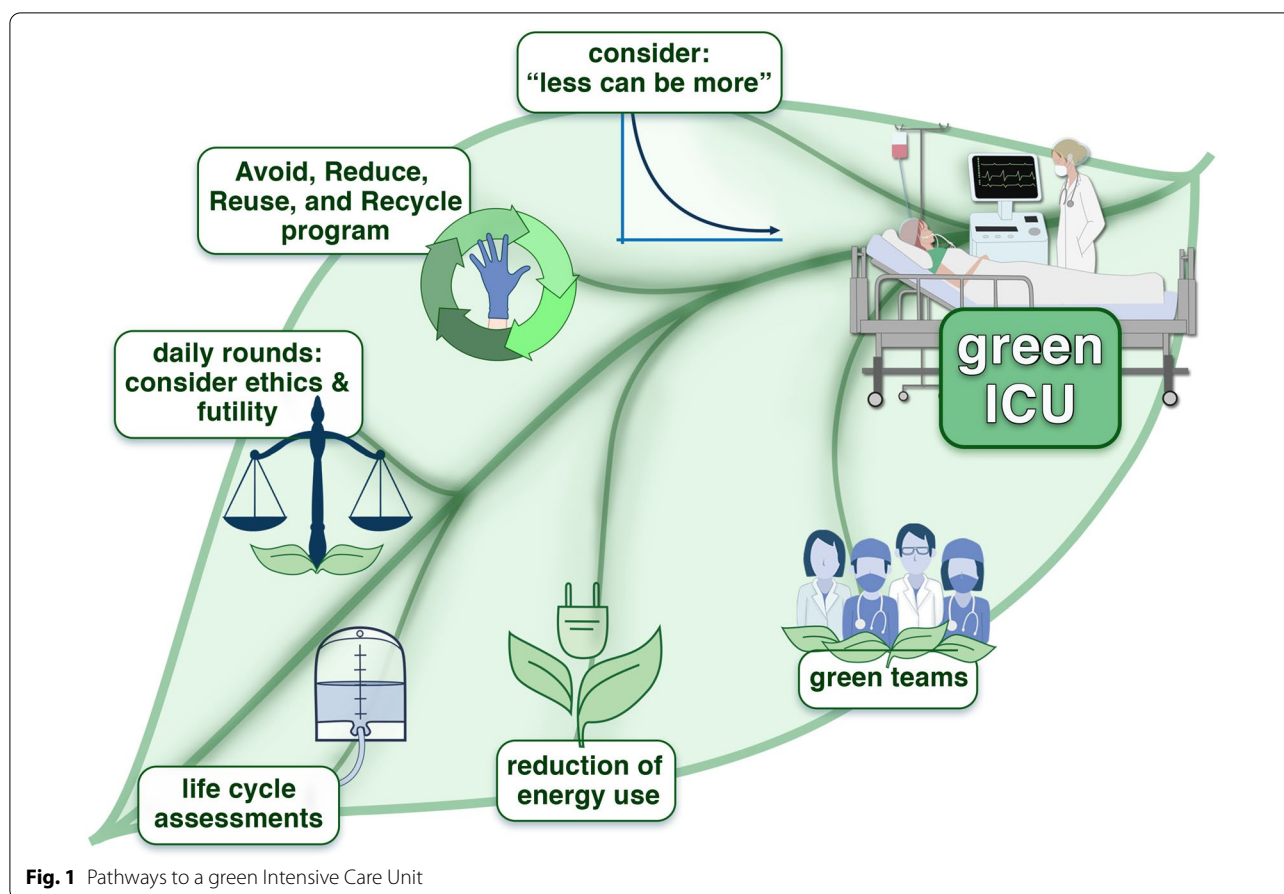 consider:
“less can be more”
Avoid, Reduce,
Reuse, and Recycle
program
daily rounds:
consider ethics &
futility
green
ICU
green teams
reduction of
energy use
life cycle
assessments
Fig. 1 Pathways to a green Intensive Care Unit